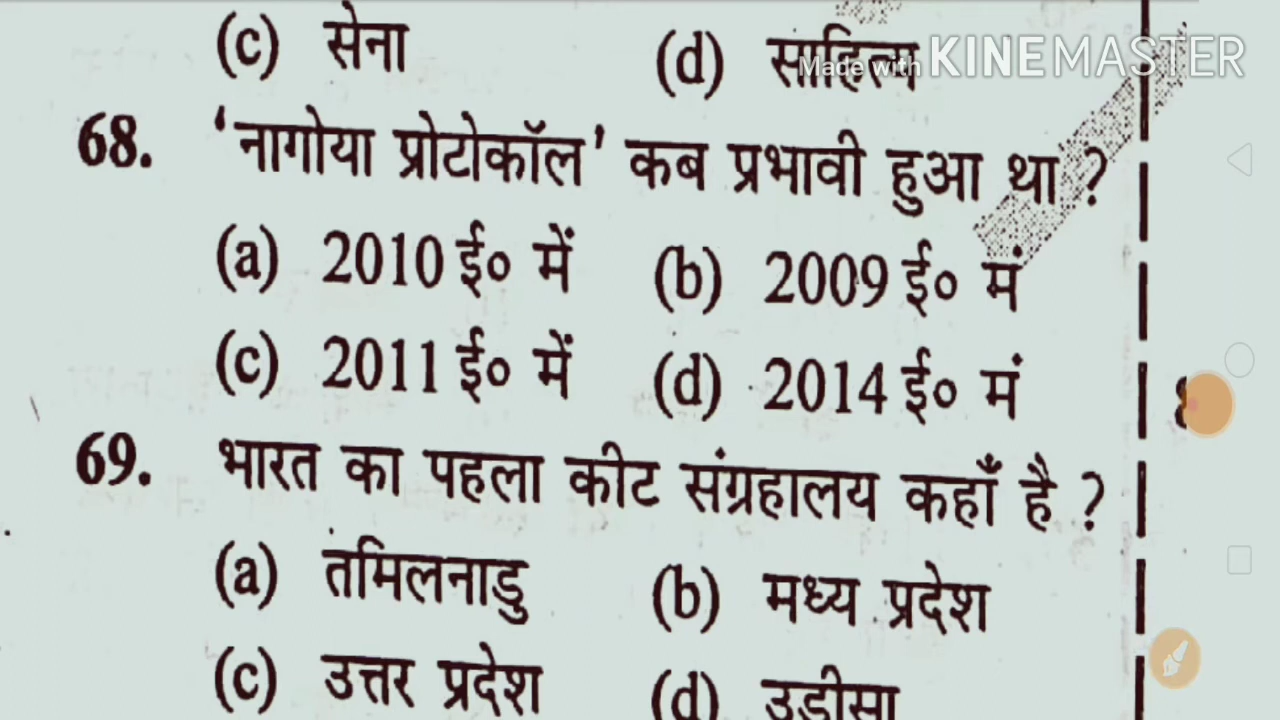 (c) सेना (d) साहित्य
Made with KINEMASTER
68. 'नागोया प्रोटोकॉल' कब प्रभावी हुआ था ?
(a) 2010 ई० में (b) 2009 ई० में
(c) 2011 ई० में (d) 2014 ई० में
69. भारत का पहला कीट संग्रहालय कहाँ है ?
(a) तमिलनाडु (b) मध्य प्रदेश
(c) उत्तर प्रदेश (d) उड़ीसा